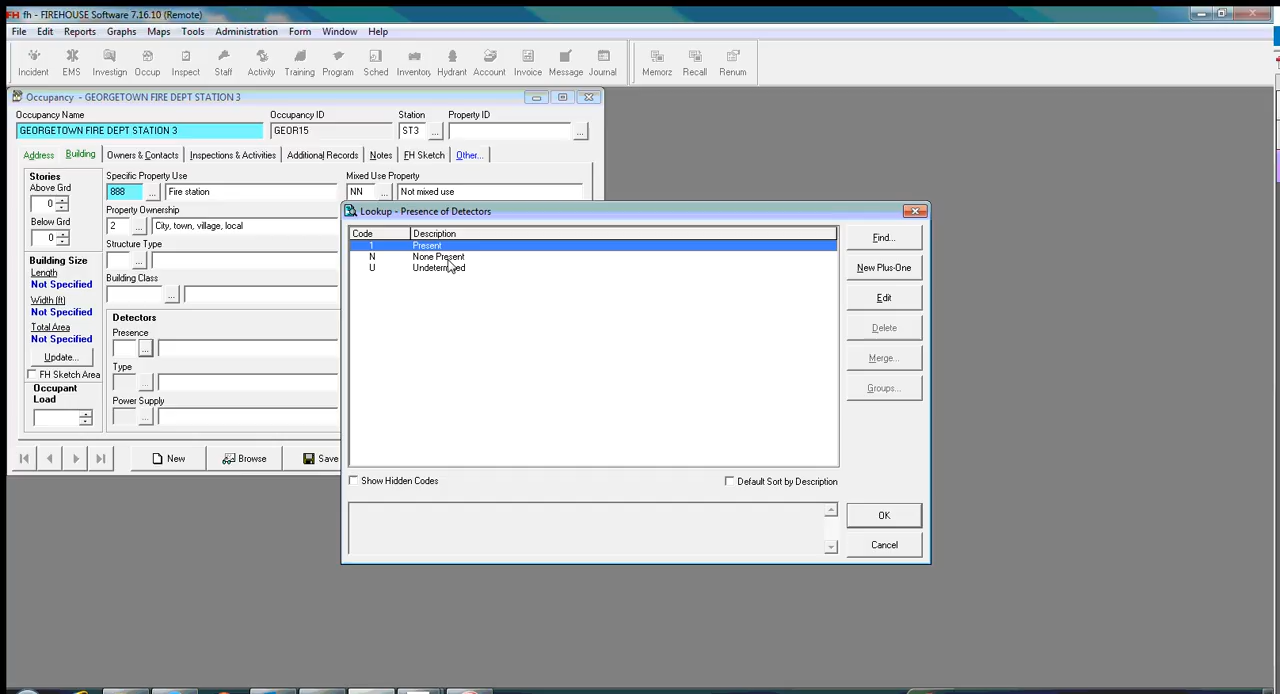 FH fh - FIREHOUSE Software 7.16.10 (Remote)
File Edit Reports Graphs Maps Tools Administration Form Window Help
Incident EMS Investign Occup Inspect Staff Activity Training Program Sched Inventory Hydrant Account Invoice Message Journal Memorz Recall Renum
Occupancy - GEORGETOWN FIRE DEPT STATION 3
Occupancy Name Occupancy ID Station Property ID
GEORGETOWN FIRE DEPT STATION 3 GEOR15 ST3 ... ...
Address Building Owners & Contacts Inspections & Activities Additional Records Notes FH Sketch Other...
Stories
Above Grd
0
Below Grd
0
Building Size
Length
Not Specified
Width (ft)
Not Specified
Total Area
Not Specified
Update...
FH Sketch Area
Occupant
Load
Specific Property Use Mixed Use Property
888 ... Fire station NN ... Not mixed use
Property Ownership
2 ... City, town, village, local
Structure Type
...
Building Class
...
Detectors
Presence
...
Type
...
Power Supply
...
New Browse Save
Lookup - Presence of Detectors
Code Description
1 Present
N None Present
U Undetermined
Find...
New Plus-One
Edit
Delete
Merge...
Groups...
Show Hidden Codes Default Sort by Description
OK
Cancel